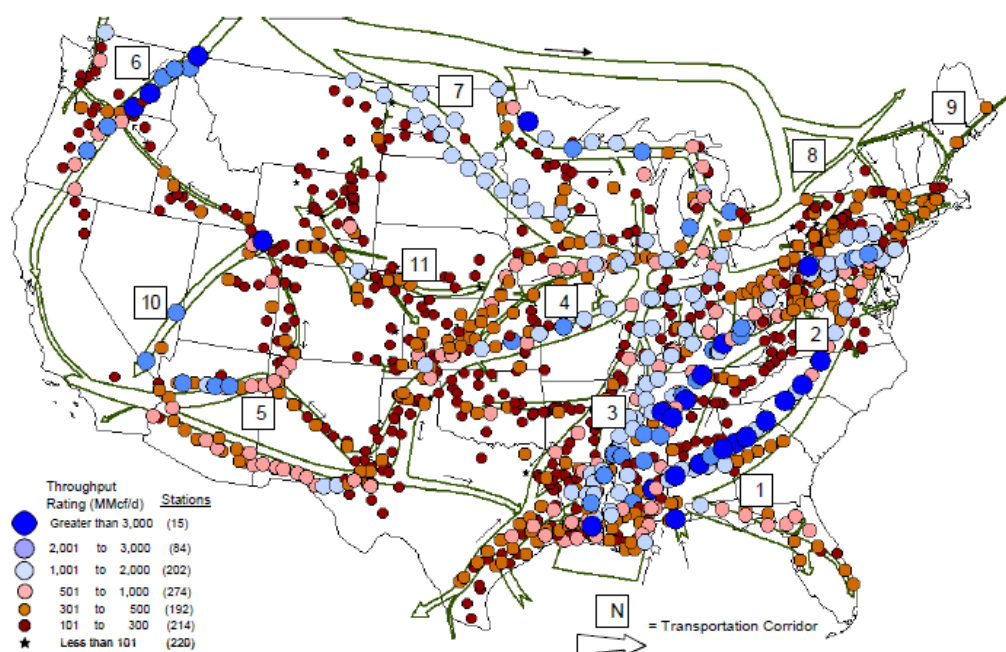 6
7
9
8
11
10
4
2
5
3
1
Throughput
Rating (MMcf/d) Stations
Greater than 3,000 (15)
2,001 to 3,000 (84)
1,001 to 2,000 (202)
501 to 1,000 (274)
301 to 500 (192)
101 to 300 (214)
Less than 101 (220)
N
= Transportation Corridor